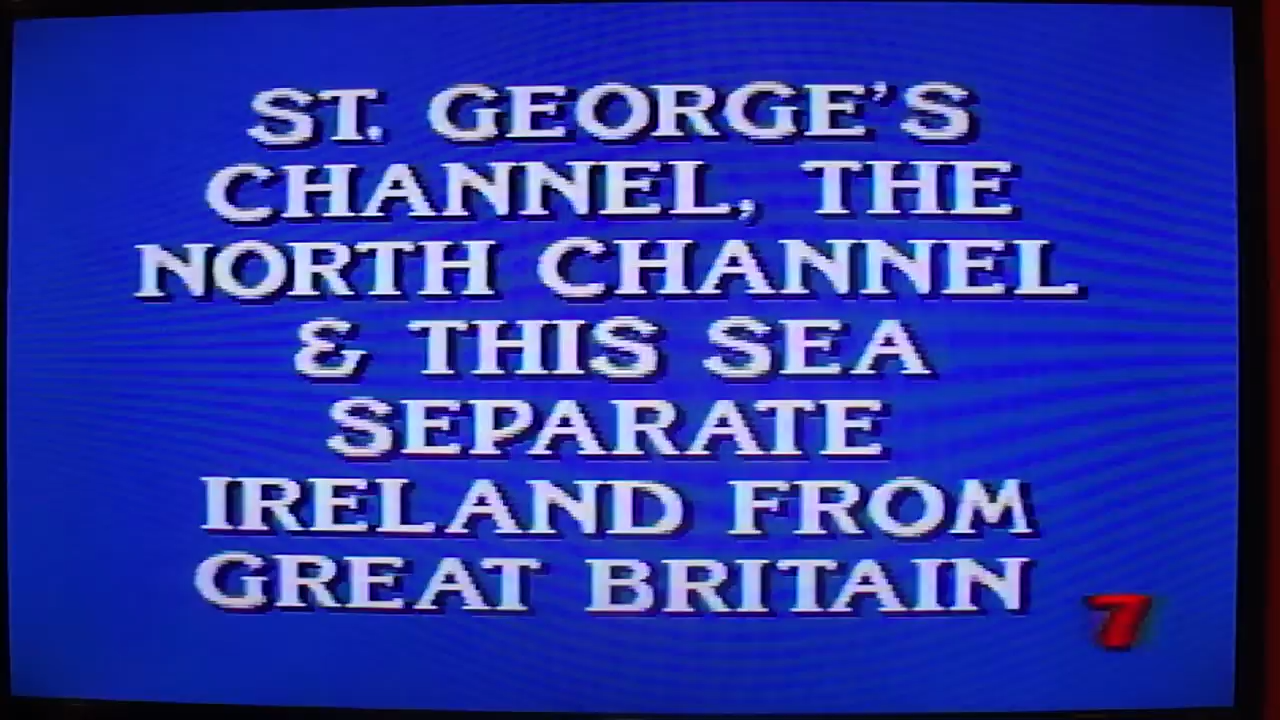 ST. GEORGE'S
CHANNEL, THE
NORTH CHANNEL
& THIS SEA
SEPARATE
IRELAND FROM
GREAT BRITAIN
7